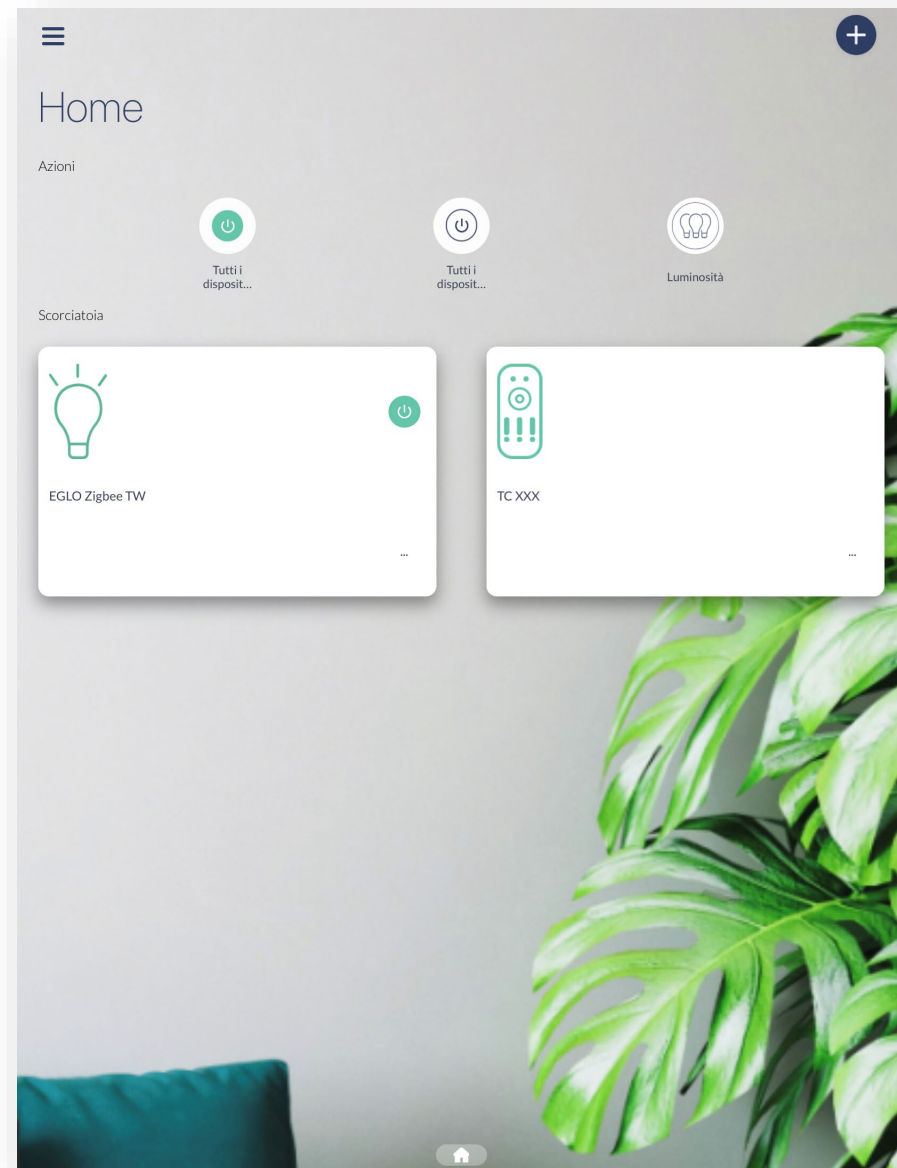 Home
Azioni
Tutti i
disposit...
Tutti i
disposit...
Luminosità
Scorciatoia
EGLO Zigbee TW
...
TC XXX
...